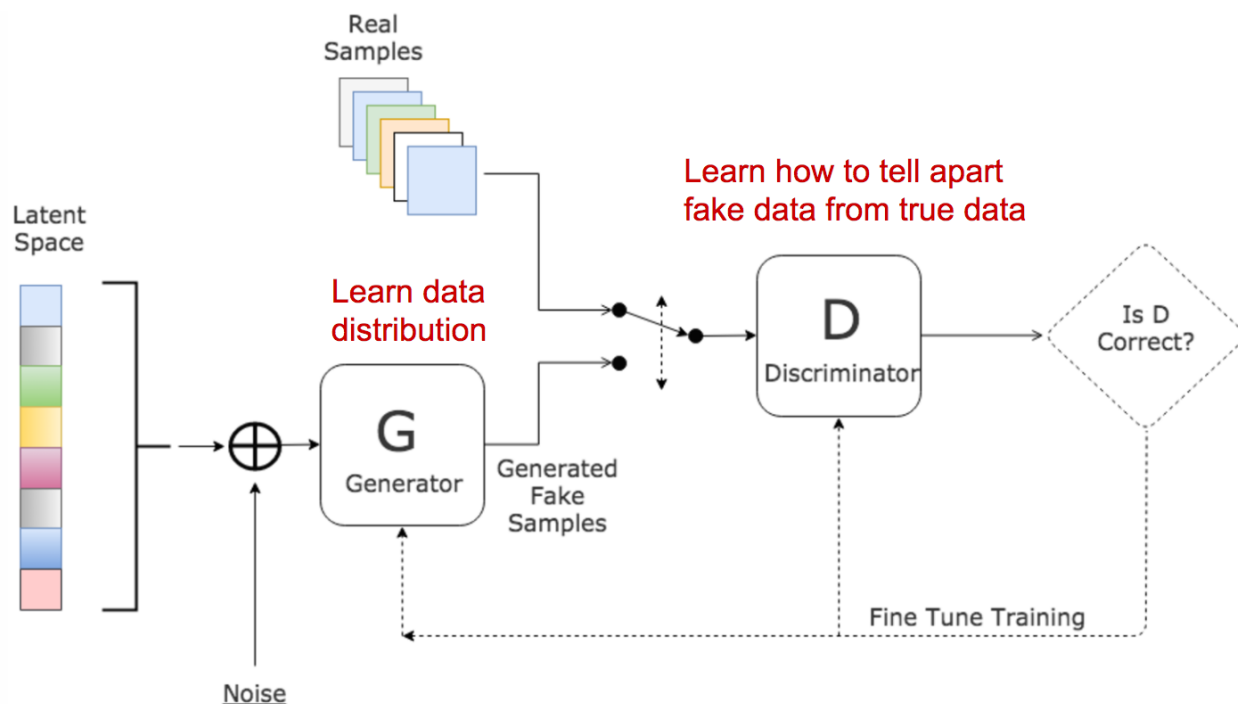 Real
Samples
Learn how to tell apart
fake data from true data
Latent
Space
Learn data
distribution
D
Discriminator
Is D
Correct?
G
Generator
Generated
Fake
Samples
Fine Tune Training
Noise